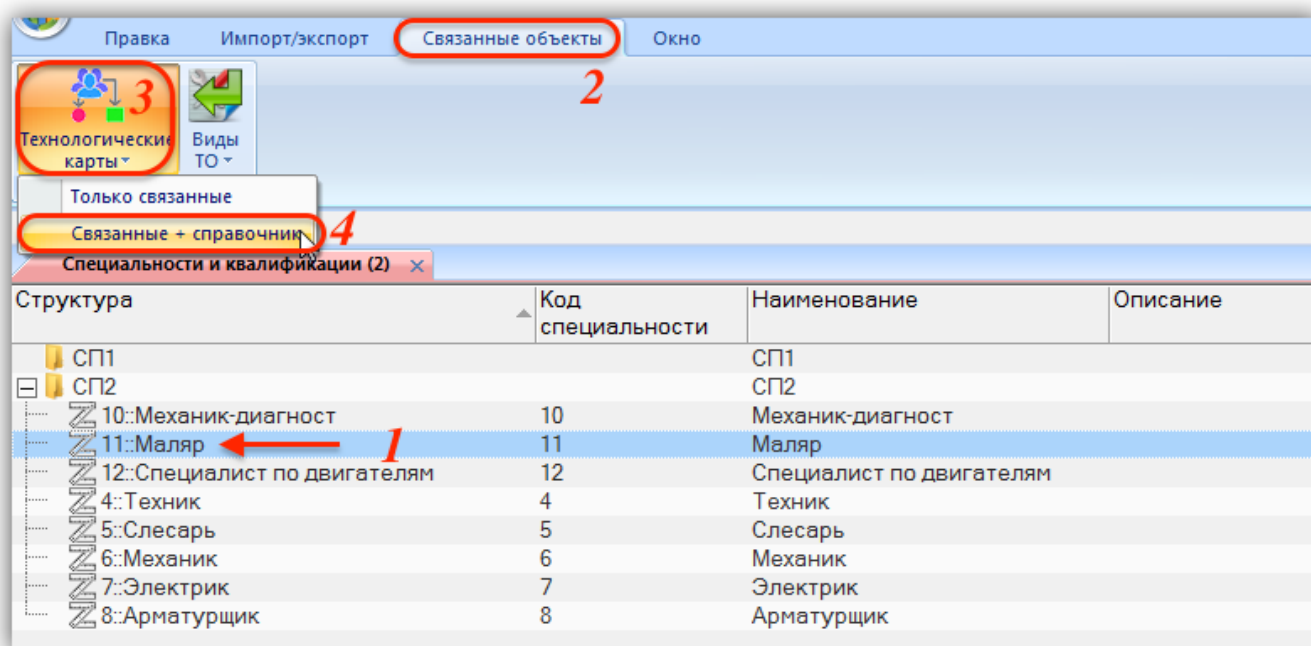 Правка Импорт/экспорт Связанные объекты Окно
2
3
Технологические карты
Виды ТО
Только связанные
Связанные + справочник 4
Специальности и квалификации (2)
Структура Код специальности Наименование Описание
СП1 СП1
СП2 СП2
10::Механик-диагност 10 Механик-диагност
11::Маляр 1 11 Маляр
12::Специалист по двигателям 12 Специалист по двигателям
4::Техник 4 Техник
5::Слесарь 5 Слесарь
6::Механик 6 Механик
7::Электрик 7 Электрик
8::Арматурщик 8 Арматурщик